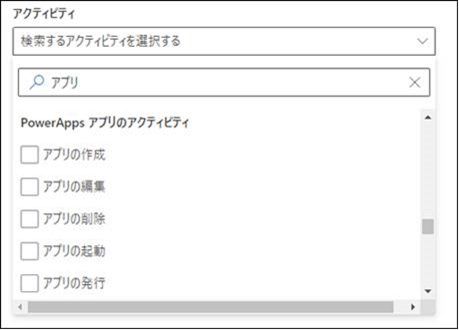 アクティビティ
検索するアクティビティを選択する
アプリ
PowerApps アプリのアクティビティ
アプリの作成
アプリの編集
アプリの削除
アプリの起動
アプリの発行